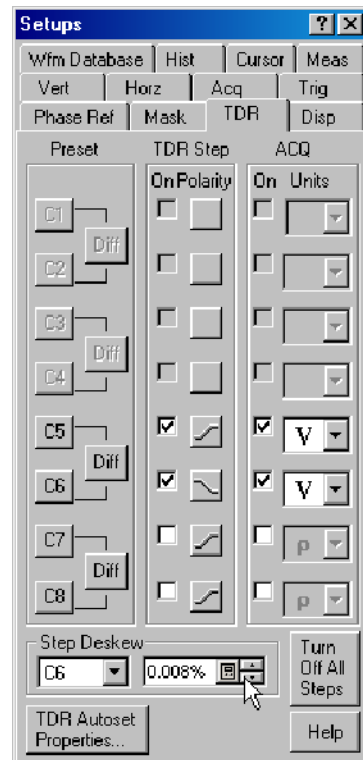 Setups
Wfm Database Hist Cursor Meas
Vert Horz Acq Trig
Phase Ref Mask TDR Disp
Preset TDR Step ACQ
On Polarity On Units
C1
Diff
C2
C3
Diff
C4
C5 V
Diff
C6 V
C7 ρ
Diff
C8 ρ
Step Deskew
C6 0.008%
Turn
Off All
Steps
TDR Autoset
Properties...
Help